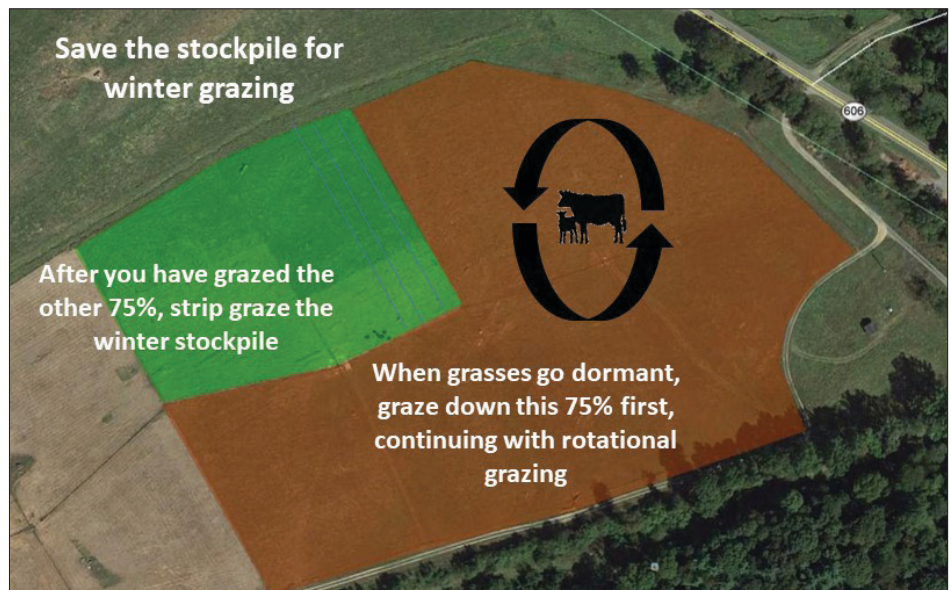 Save the stockpile for
winter grazing
606
After you have grazed the
other 75%, strip graze the
winter stockpile
When grasses go dormant,
graze down this 75% first,
continuing with rotational
grazing